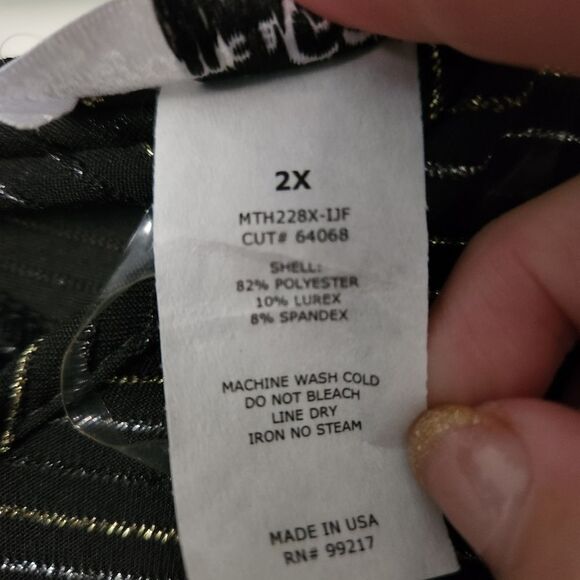 2X
MTH228X-IJF
CUT# 64068
SHELL:
82% POLYESTER
10% LUREX
8% SPANDEX
MACHINE WASH COLD
DO NOT BLEACH
LINE DRY
IRON NO STEAM
MADE IN USA
RN# 99217